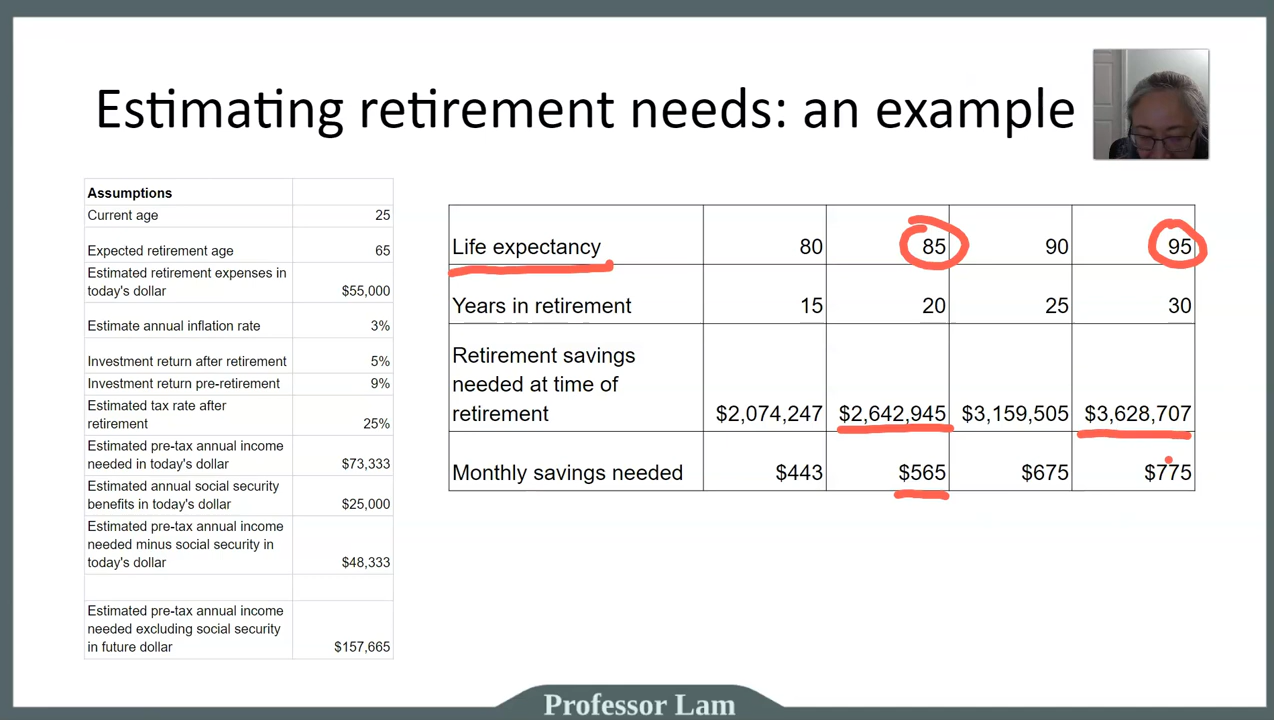 Estimating retirement needs: an example
Assumptions
Current age 25
Expected retirement age 65
Estimated retirement expenses in
today's dollar $55,000
Estimate annual inflation rate 3%
Investment return after retirement 5%
Investment return pre-retirement 9%
Estimated tax rate after
retirement 25%
Estimated pre-tax annual income
needed in today's dollar $73,333
Estimated annual social security
benefits in today's dollar $25,000
Estimated pre-tax annual income
needed minus social security in
today's dollar $48,333
Estimated pre-tax annual income
needed excluding social security
in future dollar $157,665
Life expectancy 80 85 90 95
Years in retirement 15 20 25 30
Retirement savings
needed at time of
retirement $2,074,247 $2,642,945 $3,159,505 $3,628,707
Monthly savings needed $443 $565 $675 $775
Professor Lam